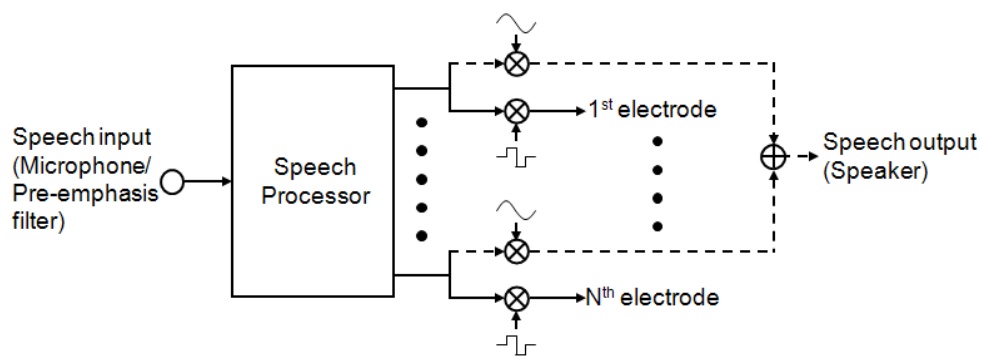 Speech input
(Microphone/
Pre-emphasis
filter)
Speech
Processor
1st electrode
Nth electrode
Speech output
(Speaker)